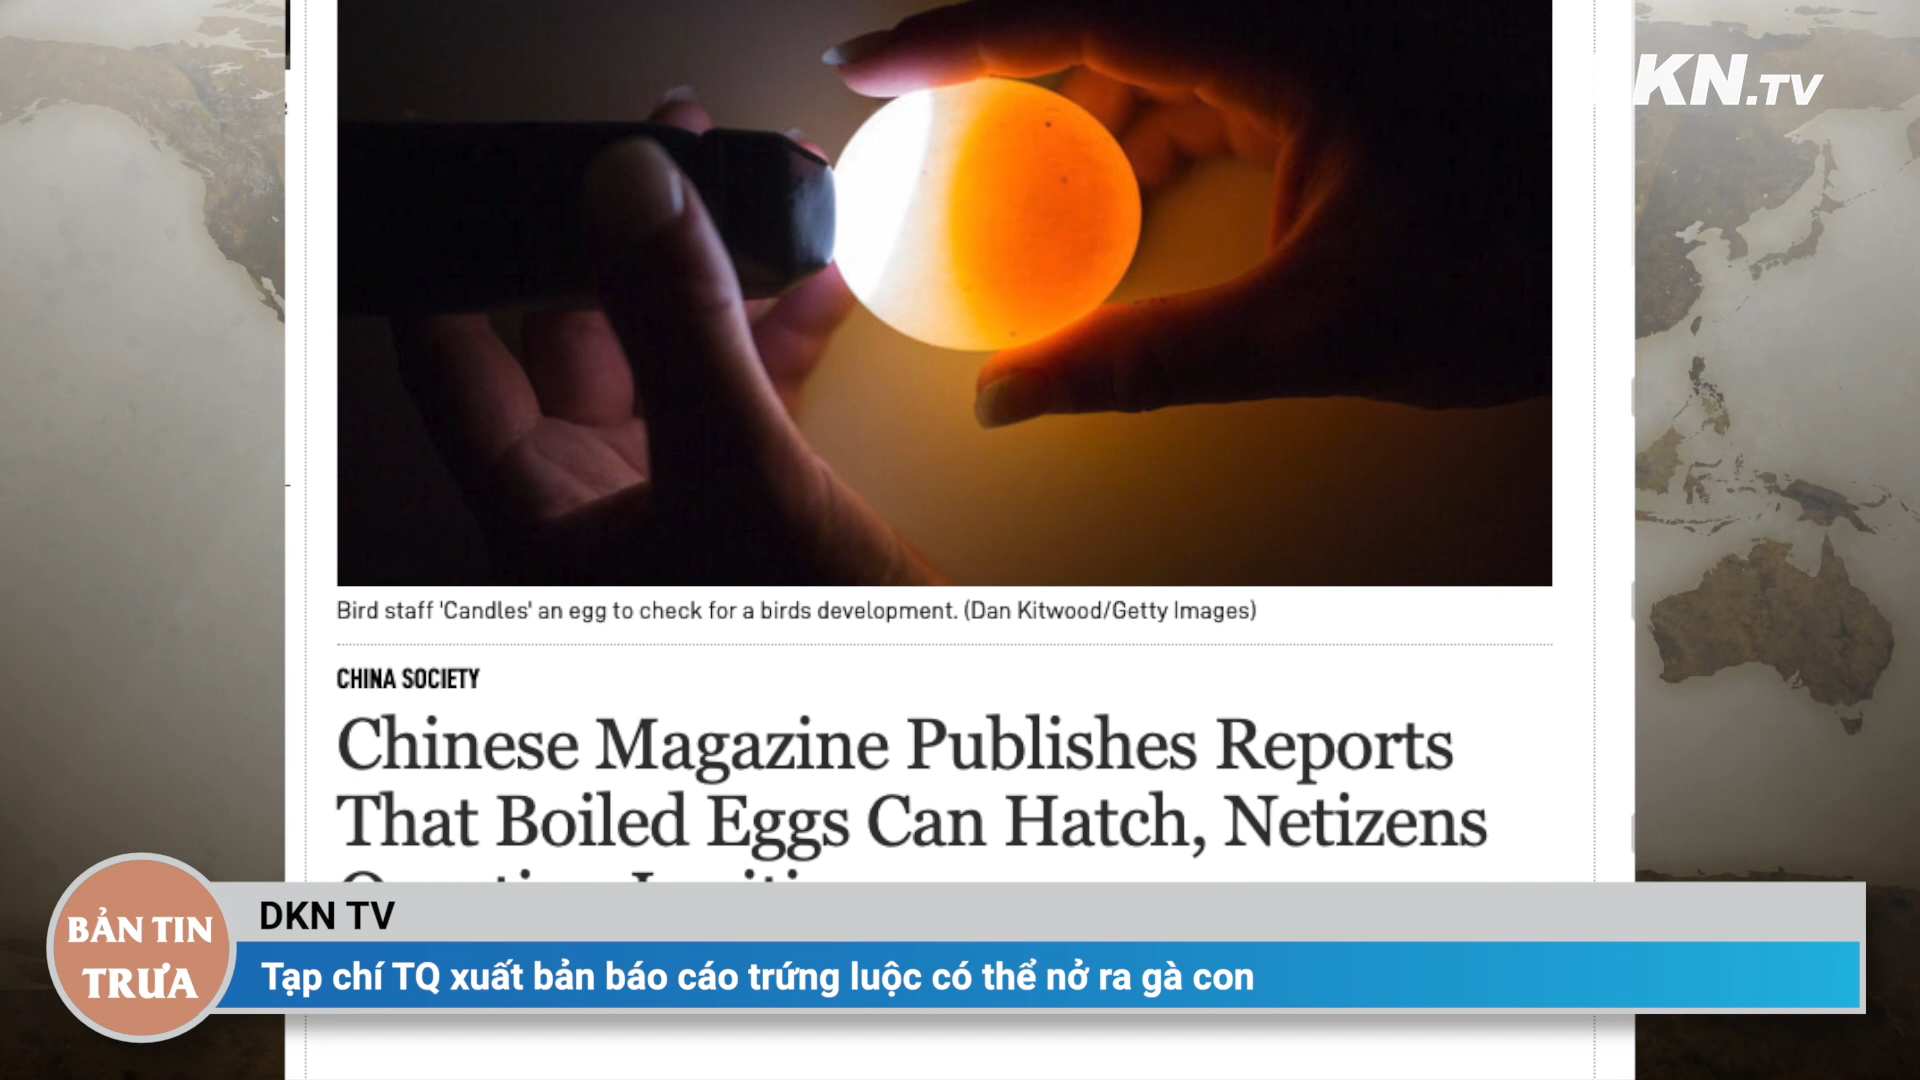 KN.TV
Bird staff 'Candles' an egg to check for a birds development. (Dan Kitwood/Getty Images)
CHINA SOCIETY
Chinese Magazine Publishes Reports
That Boiled Eggs Can Hatch, Netizens
BẢN TIN
TRƯA
DKN TV
Tạp chí TQ xuất bản báo cáo trứng luộc có thể nở ra gà con